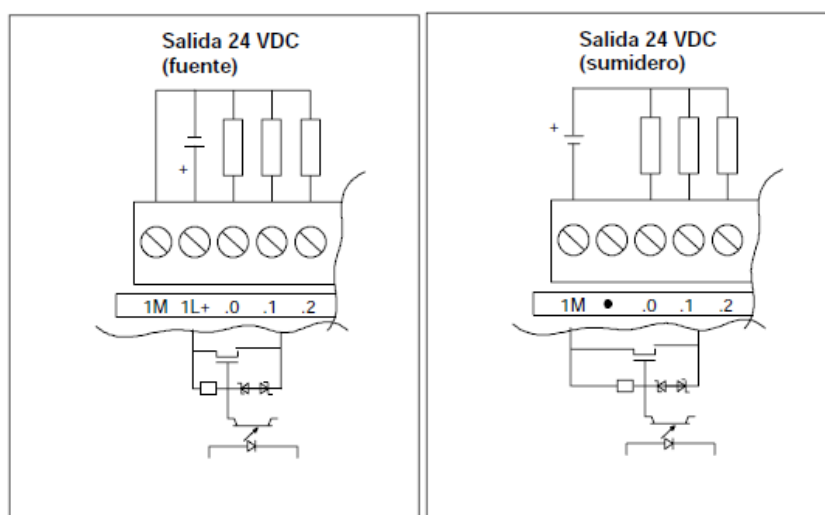 Salida 24 VDC
(fuente)
+
1M 1L+ .0 .1 .2
Salida 24 VDC
(sumidero)
+
1M ● .0 .1 .2